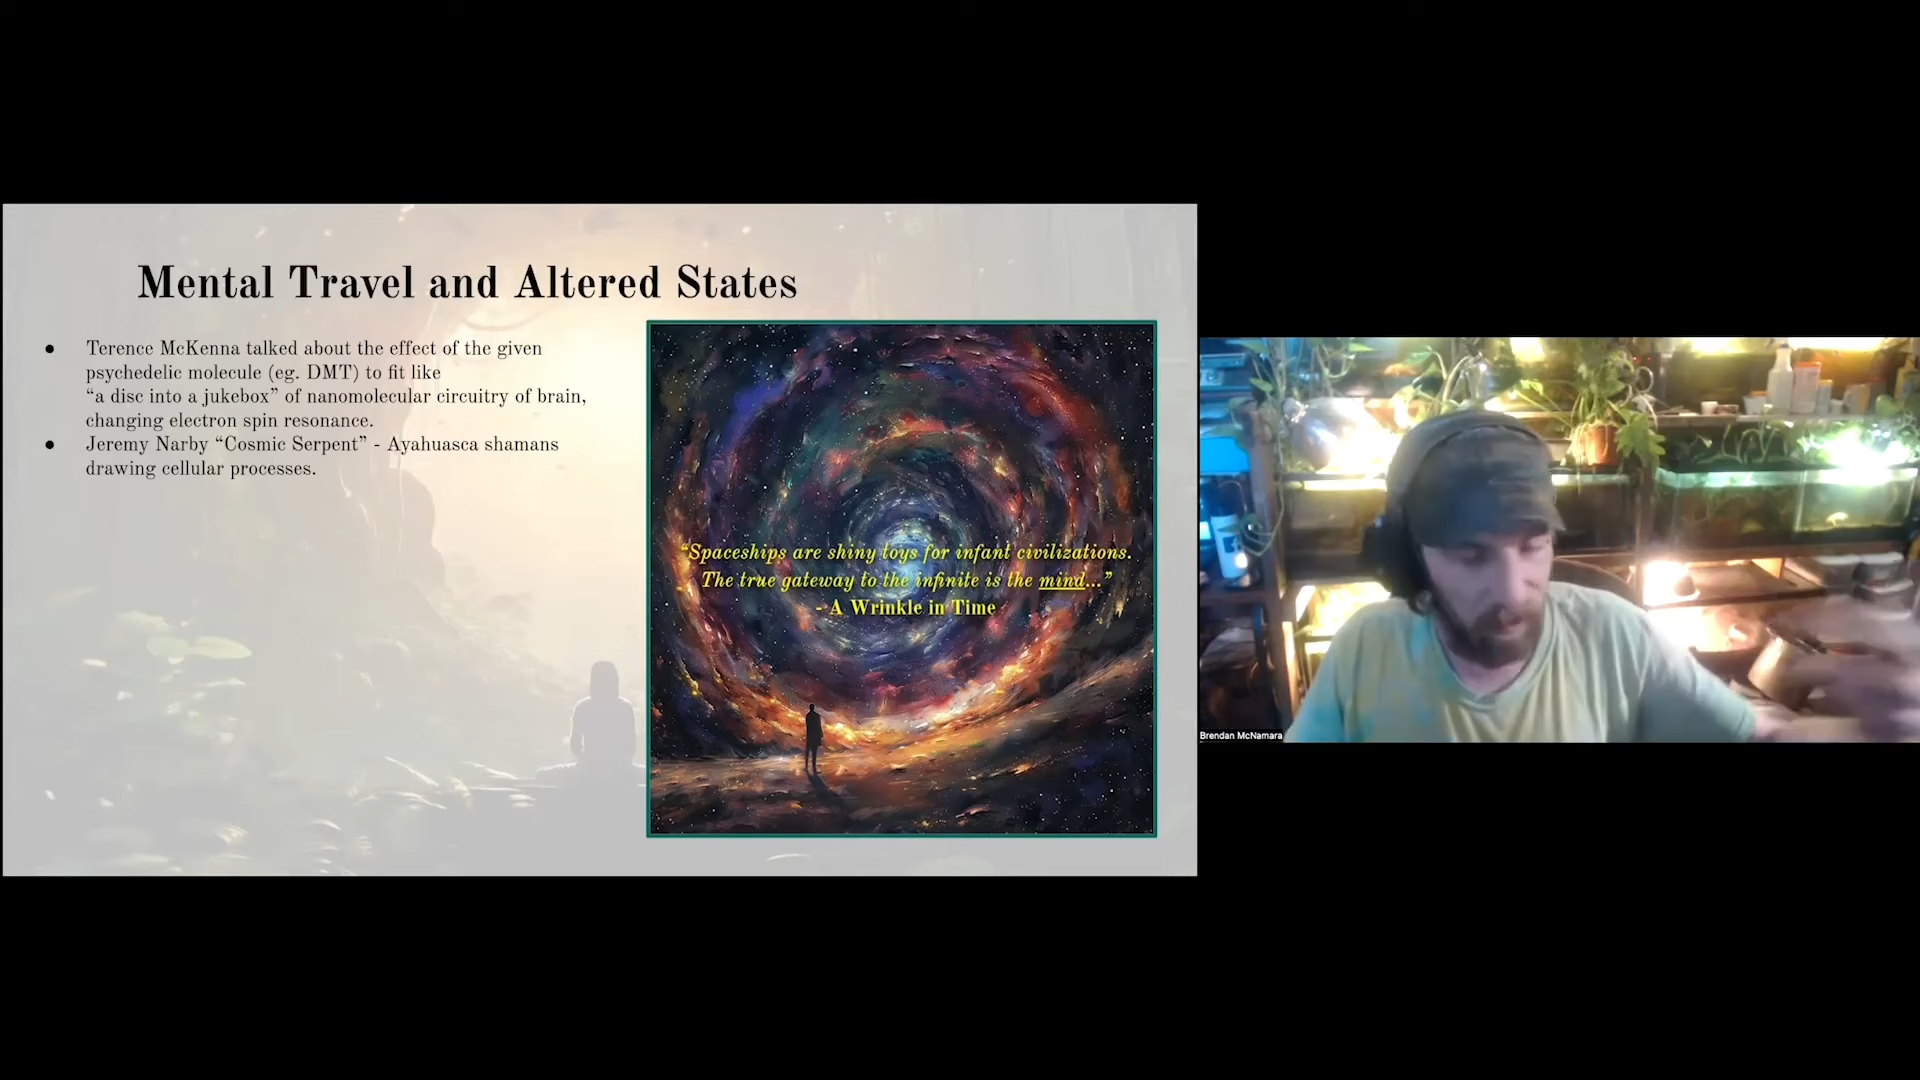 Mental Travel and Altered States
● Terence McKenna talked about the effect of the given
psychedelic molecule (eg. DMT) to fit like
“a disc into a jukebox” of nanomolecular circuitry of brain,
changing electron spin resonance.
● Jeremy Narby “Cosmic Serpent” - Ayahuasca shamans
drawing cellular processes.
“Spaceships are shiny toys for infant civilizations.
The true gateway to the infinite is the mind...”
- A Wrinkle in Time
Brendan McNamara